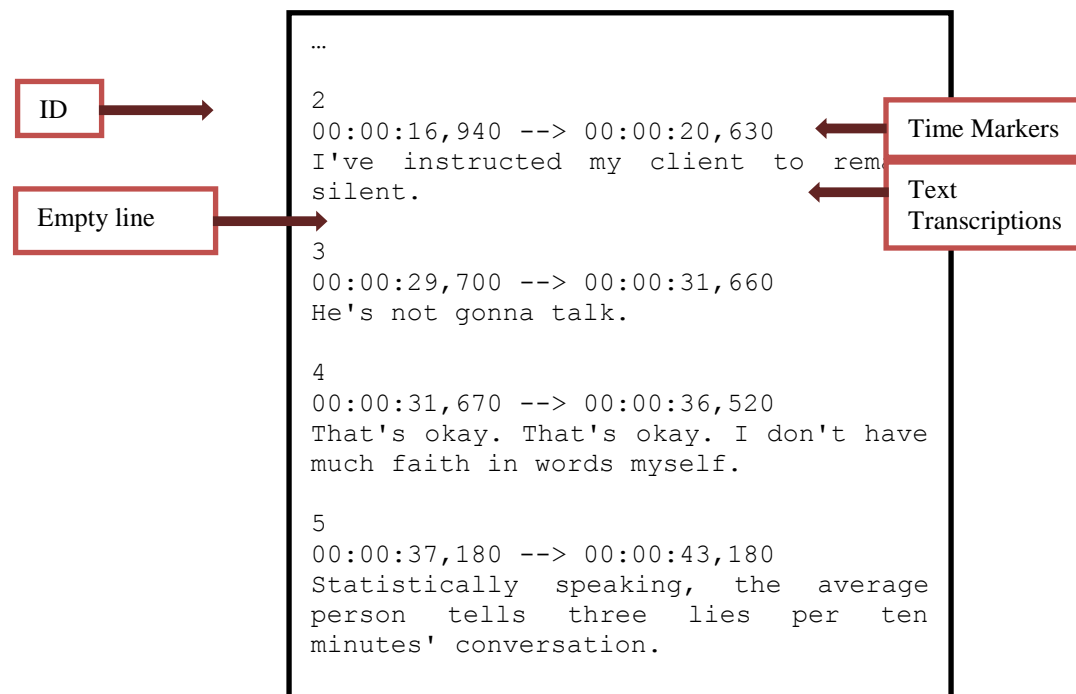 …
ID
2
00:00:16,940 --> 00:00:20,630
Time Markers
I've instructed my client to
silent.
Text
Transcriptions
Empty line
3
00:00:29,700 --> 00:00:31,660
He's not gonna talk.
4
00:00:31,670 --> 00:00:36,520
That's okay. That's okay. I don't have
much faith in words myself.
5
00:00:37,180 --> 00:00:43,180
Statistically speaking, the average
person tells three lies per ten
minutes' conversation.